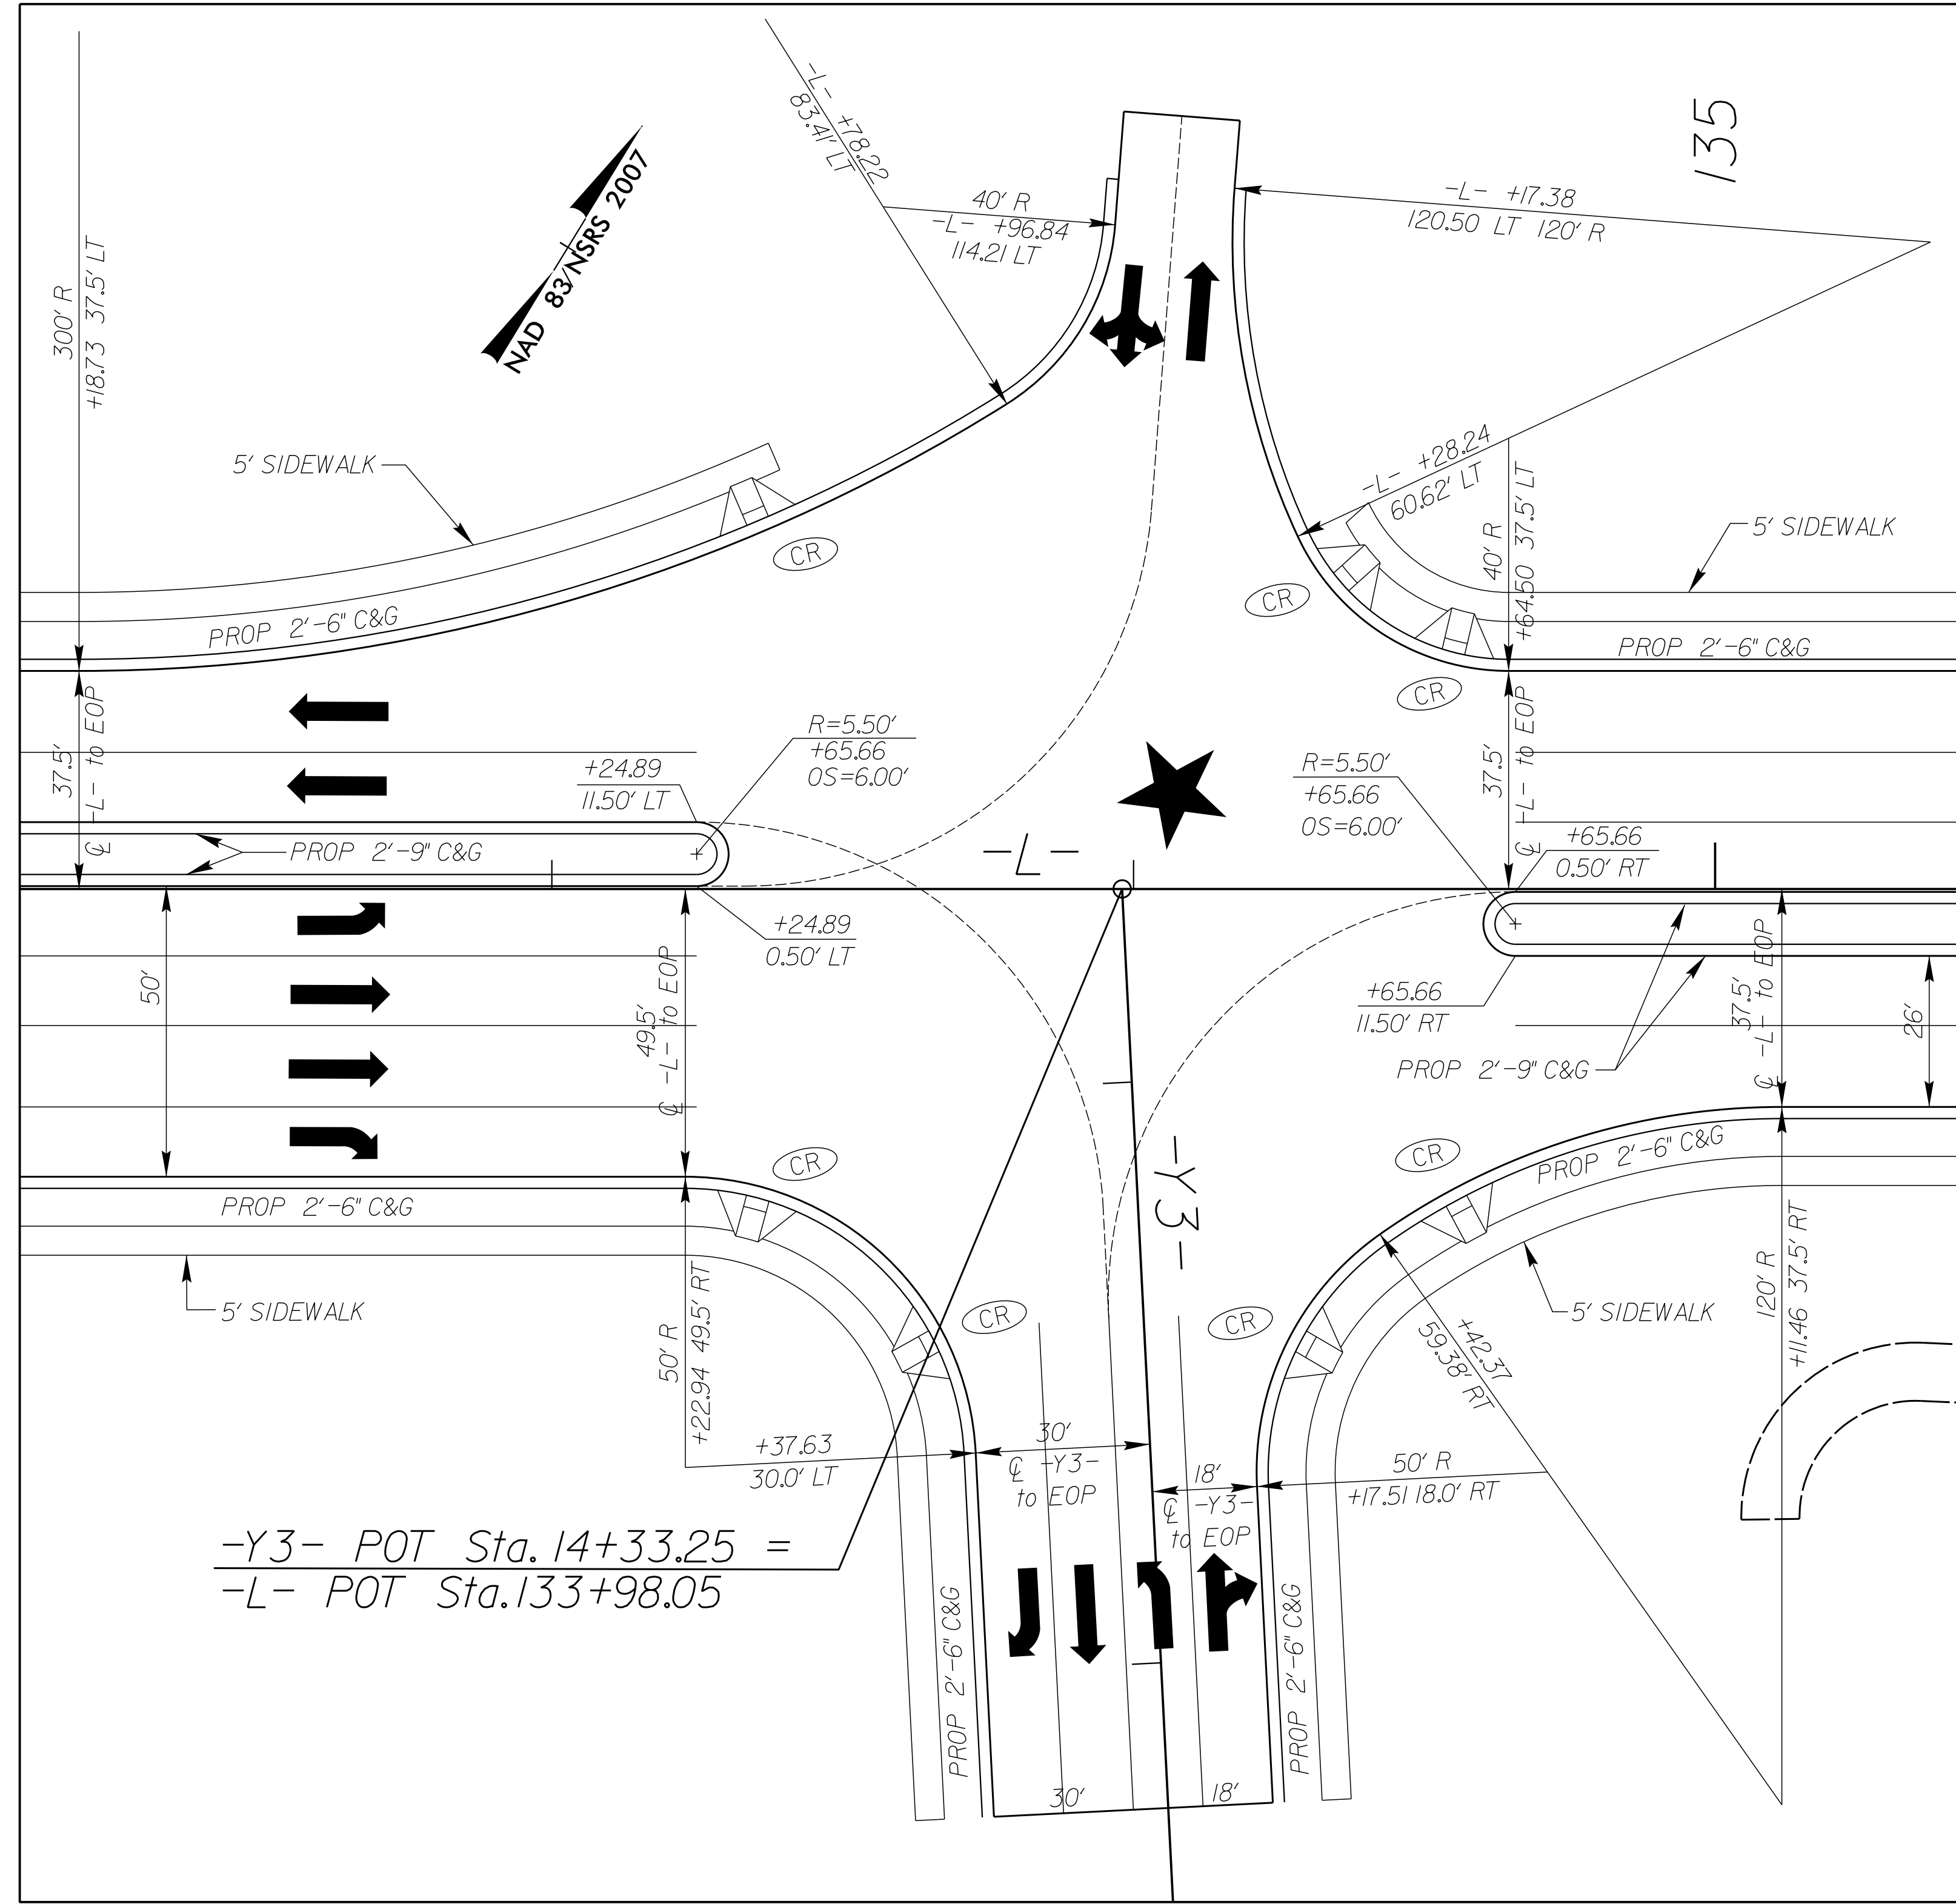 135
-L- +78.22
83.41' LT
40' R
-L- +96.84
114.21 LT
-L- +17.38
120.50 LT 120' R
NAD 83/NSRS 2007
300' R
+18.73 37.5' LT
5' SIDEWALK
-L- +28.24
60.62' LT
40' R
+64.50 37.5' LT
5' SIDEWALK
CR
CR
CR
PROP 2'-6" C&G
PROP 2'-6" C&G
37.5'
℄ -L- to EOP
+24.89
11.50' LT
R=5.50'
+65.66
OS=6.00'
R=5.50'
+65.66
OS=6.00'
37.5'
℄ -L- to EOP
+65.66
0.50' RT
PROP 2'-9" C&G
-L-
+24.89
0.50' LT
50'
49.5'
℄ -L- to EOP
+65.66
11.50' RT
PROP 2'-9" C&G
37.5'
℄ -L- to EOP
26'
CR
CR
-Y3-
PROP 2'-6" C&G
PROP 2'-6" C&G
5' SIDEWALK
5' SIDEWALK
CR
CR
50' R
+22.94 49.5' RT
+42.37
59.38' RT
120' R
+11.46 37.5' RT
+37.63
30.0' LT
30'
℄ -Y3-
to EOP
18'
℄ -Y3-
to EOP
50' R
+17.51 18.0' RT
-Y3- POT Sta. 14+33.25 =
-L- POT Sta. 133+98.05
PROP 2'-6" C&G
PROP 2'-6" C&G
30'
18'